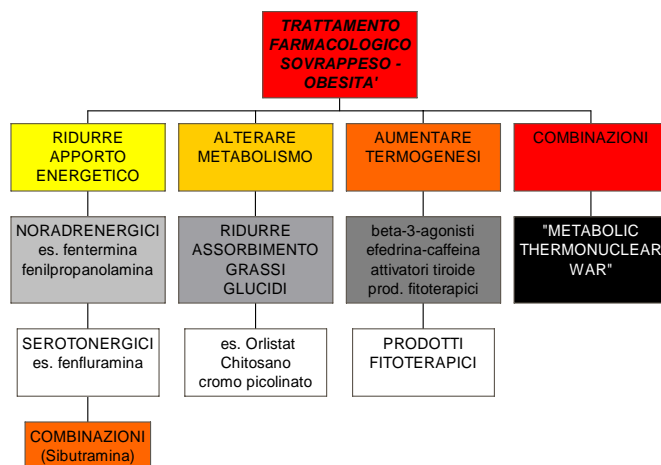 TRATTAMENTO
FARMACOLOGICO
SOVRAPPESO -
OBESITA'
RIDURRE
APPORTO
ENERGETICO
ALTERARE
METABOLISMO
AUMENTARE
TERMOGENESI
COMBINAZIONI
NORADRENERGICI
es. fentermina
fenilpropanolamina
RIDURRE
ASSORBIMENTO
GRASSI
GLUCIDI
beta-3-agonisti
efedrina-caffeina
attivatori tiroide
prod. fitoterapici
"METABOLIC
THERMONUCLEAR
WAR"
SEROTONERGICI
es. fenfluramina
es. Orlistat
Chitosano
cromo picolinato
PRODOTTI
FITOTERAPICI
COMBINAZIONI
(Sibutramina)